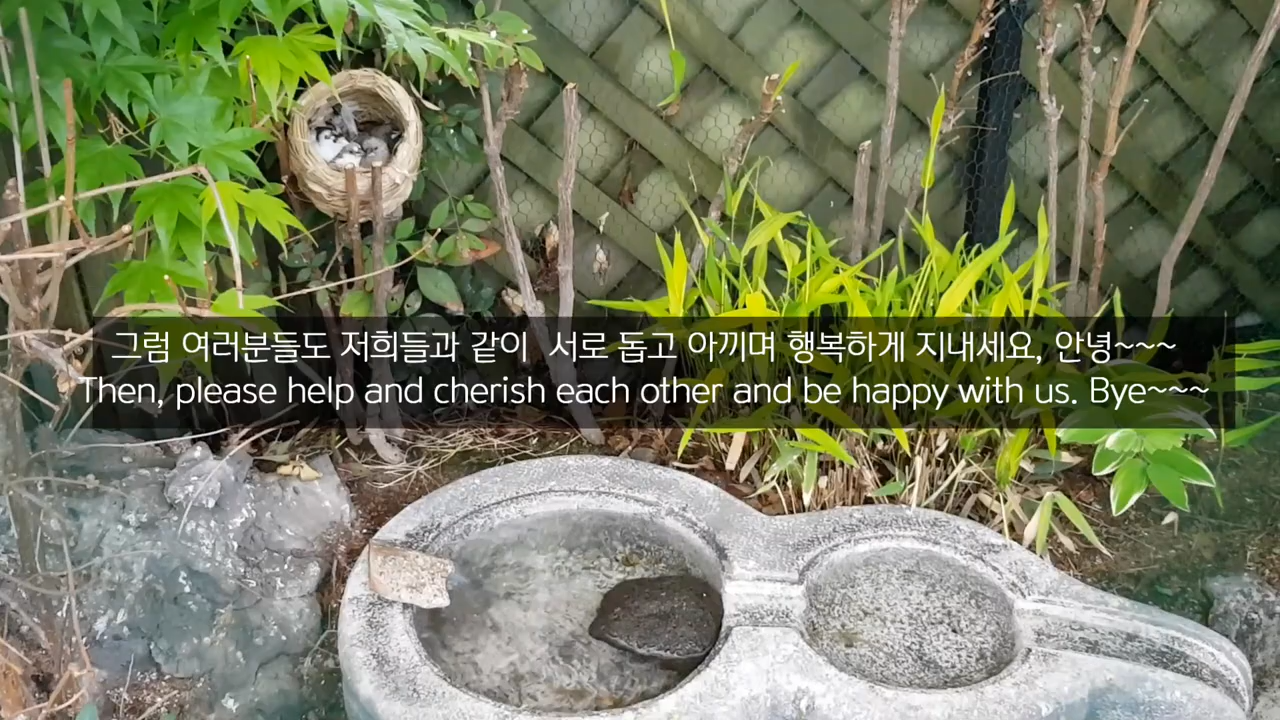 그럼 여러분들도 저희들과 같이  서로 돕고 아끼며 행복하게 지내세요, 안녕~~~
Then, please help and cherish each other and be happy with us. Bye~~~